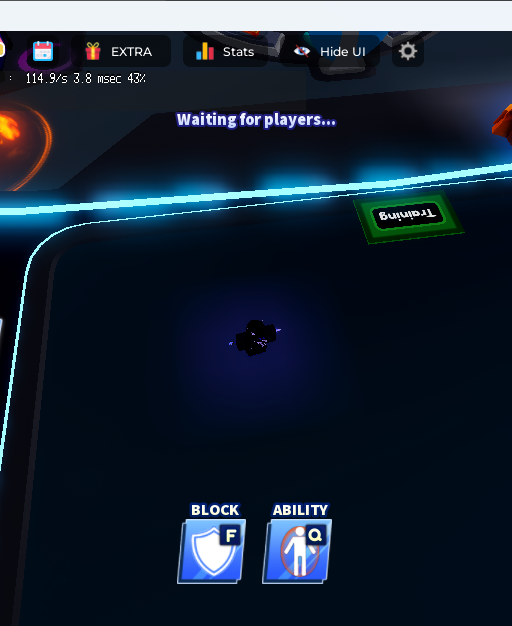 EXTRA Stats Hide UI
: 114.9/s 3.8 msec 43%
Waiting for players...
Training
BLOCK ABILITY
F Q